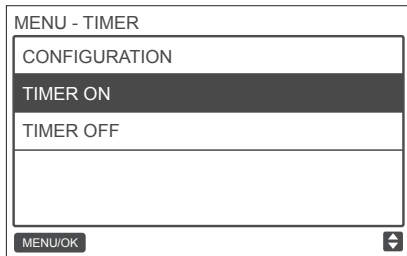 MENU - TIMER
CONFIGURATION
TIMER ON
TIMER OFF
MENU/OK